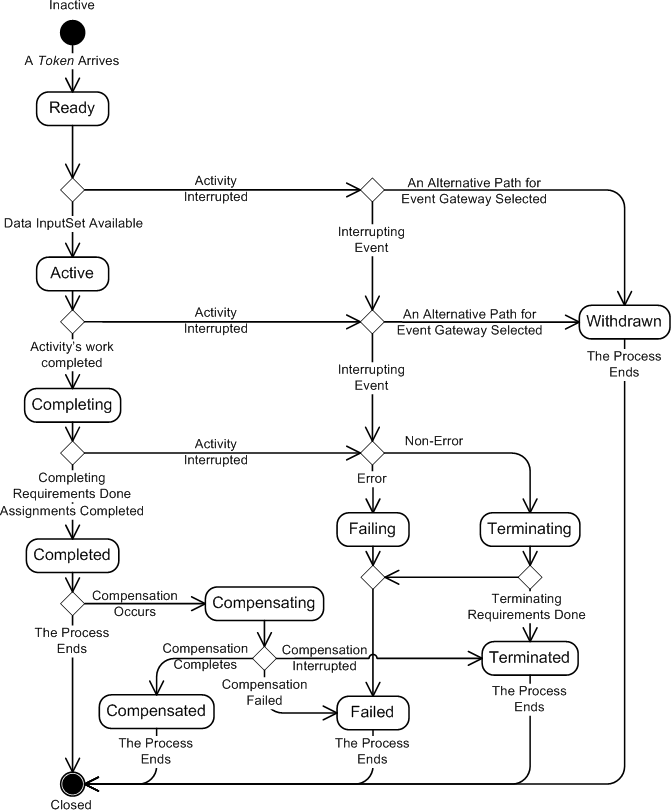 Inactive
A Token Arrives
Ready
Activity
Interrupted
An Alternative Path for
Event Gateway Selected
Data InputSet Available
Interrupting
Event
Active
Activity
Interrupted
An Alternative Path for
Event Gateway Selected
Withdrawn
Activity's work
completed
The Process
Ends
Interrupting
Event
Completing
Activity
Interrupted
Non-Error
Completing
Requirements Done
Assignments Completed
Error
Failing
Terminating
Completed
Compensation
Occurs
Compensating
Terminating
Requirements Done
The Process
Ends
Compensation
Completes
Compensation
Interrupted
Terminated
Compensation
Failed
The Process
Ends
Compensated
Failed
The Process
Ends
The Process
Ends
Closed